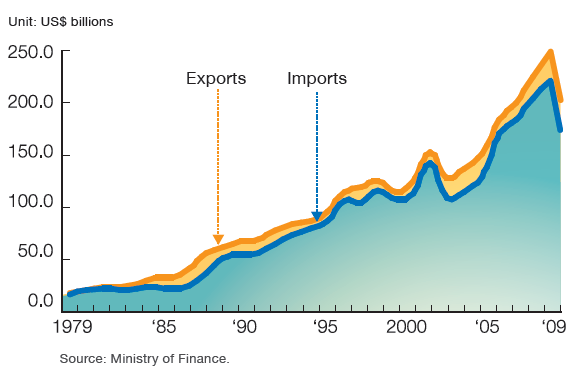 Unit: US$ billions
250.0
Exports Imports
200.0
150.0
100.0
50.0
0.0
1979 '85 '90 '95 2000 '05 '09
Source: Ministry of Finance.